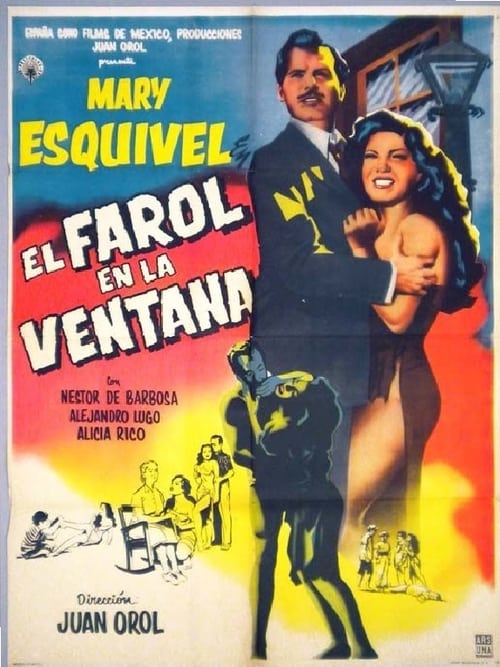 ESPAÑA SONO FILMS DE MEXICO, PRODUCCIONES
JUAN OROL
presenta
MARY
ESQUIVEL
EN
EL FAROL
EN LA
VENTANA
con
NESTOR DE BARBOSA
ALEJANDRO LUGO
ALICIA RICO
Dirección
JUAN OROL
ARS
UNA